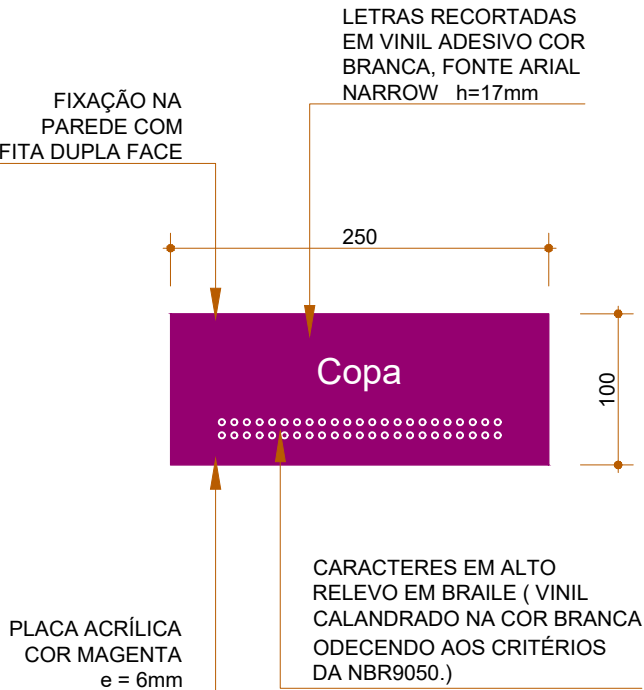 LETRAS RECORTADAS
EM VINIL ADESIVO COR
BRANCA, FONTE ARIAL
NARROW h=17mm
FIXAÇÃO NA
PAREDE COM
FITA DUPLA FACE
250
100
Copa
CARACTERES EM ALTO
RELEVO EM BRAILE ( VINIL
CALANDRADO NA COR BRANCA
ODECENDO AOS CRITÉRIOS
DA NBR9050.)
PLACA ACRÍLICA
COR MAGENTA
e = 6mm